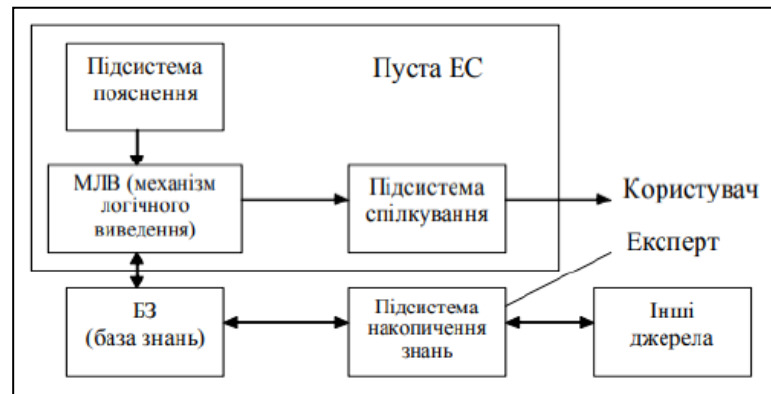 Підсистема
пояснення
Пуста ЕС
МЛВ (механізм
логічного
виведення)
Підсистема
спілкування
Користувач
Експерт
БЗ
(база знань)
Підсистема
накопичення
знань
Інші
джерела